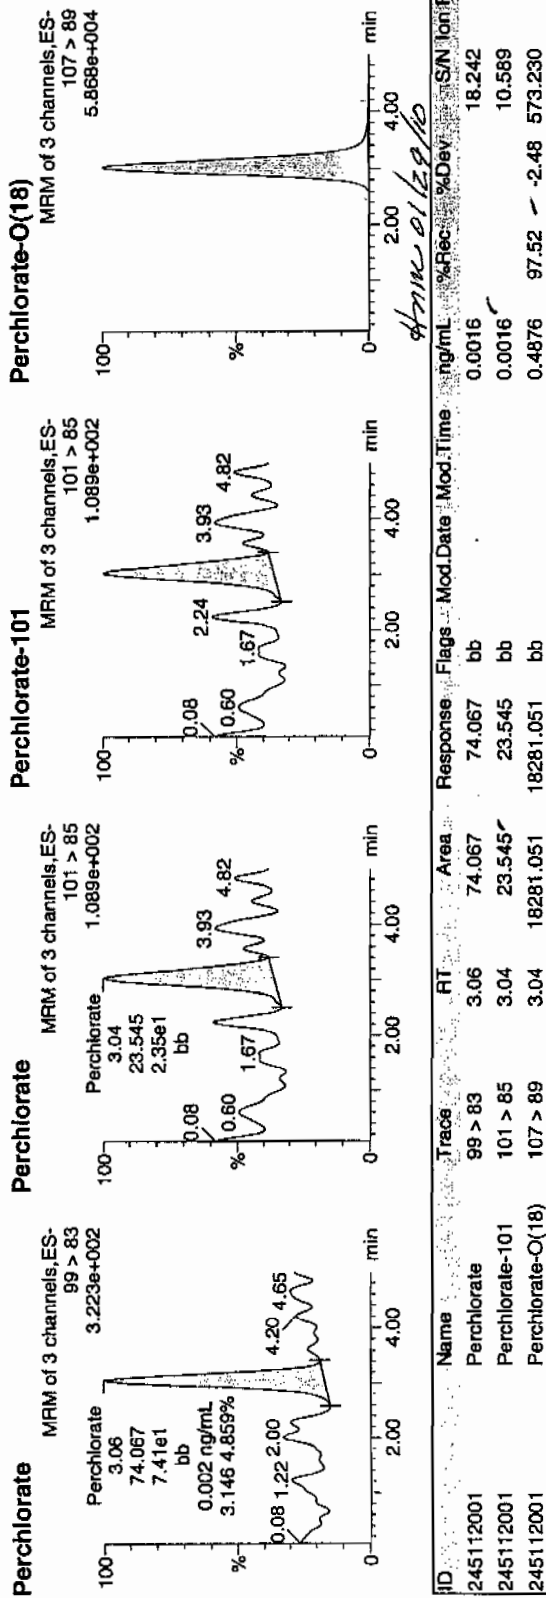 Perchlorate
MRM of 3 channels,ES-
99 > 83
3.223e+002
100
%
0
Perchlorate
3.06
74.067
7.41e1
bb
0.002 ng/mL
3.146 4.859%
0.08
1.22
2.00
4.20
4.65
2.00
4.00
min
Perchlorate
MRM of 3 channels,ES-
101 > 85
1.089e+002
100
%
0
Perchlorate
3.04
23.545
2.35e1
bb
0.08
0.60
1.67
3.93
4.82
2.00
4.00
min
Perchlorate-101
MRM of 3 channels,ES-
101 > 85
1.089e+002
100
%
0
0.08
0.60
1.67
2.24
3.93
4.82
2.00
4.00
min
Perchlorate-O(18)
MRM of 3 channels,ES-
107 > 89
5.868e+004
100
%
0
2.00
4.00
min
01/29/10
ID Name Trace RT Area Response Flags Mod.Date Mod.Time ng/mL %Rec %Dev S/N Ion
245112001 Perchlorate 99 > 83 3.06 74.067 74.067 bb 0.0016 18.242
245112001 Perchlorate-101 101 > 85 3.04 23.545 23.545 bb 0.0016 10.589
245112001 Perchlorate-O(18) 107 > 89 3.04 18281.051 18281.051 bb 0.4876 97.52 -2.48 573.230